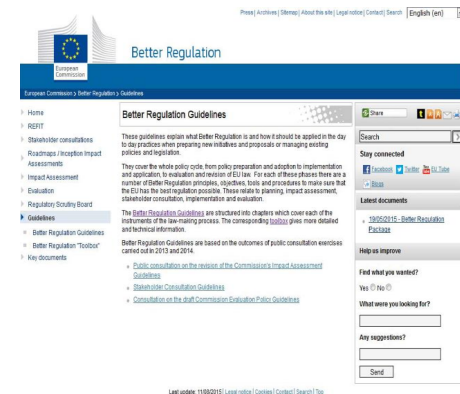 Press | Archives | Sitemap | About this site | Legal notice | Contact | Search English (en)
European
Commission
Better Regulation
European Commission > Better Regulation > Guidelines
Home
REFIT
Stakeholder consultations
Roadmaps / Inception Impact
Assessments
Impact Assessment
Evaluation
Regulatory Scrutiny Board
Guidelines
Better Regulation Guidelines
Better Regulation "Toolbox"
Key documents
Better Regulation Guidelines
These guidelines explain what Better Regulation is and how it should be applied in the day
to day practices when preparing new initiatives and proposals or managing existing
policies and legislation.
They cover the whole policy cycle, from policy preparation and adoption to implementation
and application, to evaluation and revision of EU law. For each of these phases there are a
number of Better Regulation principles, objectives, tools and procedures to make sure that
the EU has the best regulation possible. These relate to planning, impact assessment,
stakeholder consultation, implementation and evaluation.
The Better Regulation Guidelines are structured into chapters which cover each of the
instruments of the law-making process. The corresponding toolbox gives more detailed
and technical information.
Better Regulation Guidelines are based on the outcomes of public consultation exercises
carried out in 2013 and 2014.
Public consultation on the revision of the Commission's Impact Assessment
Guidelines
Stakeholder Consultation Guidelines
Consultation on the draft Commission Evaluation Policy Guidelines
Share
Search
Stay connected
Facebook Twitter EU Tube
Blogs
Latest documents
19/05/2015 - Better Regulation
Package
Help us improve
Find what you wanted?
Yes No
What were you looking for?
Any suggestions?
Send
Last update: 11/08/2015 | Legal notice | Cookies | Contact | Search | Top